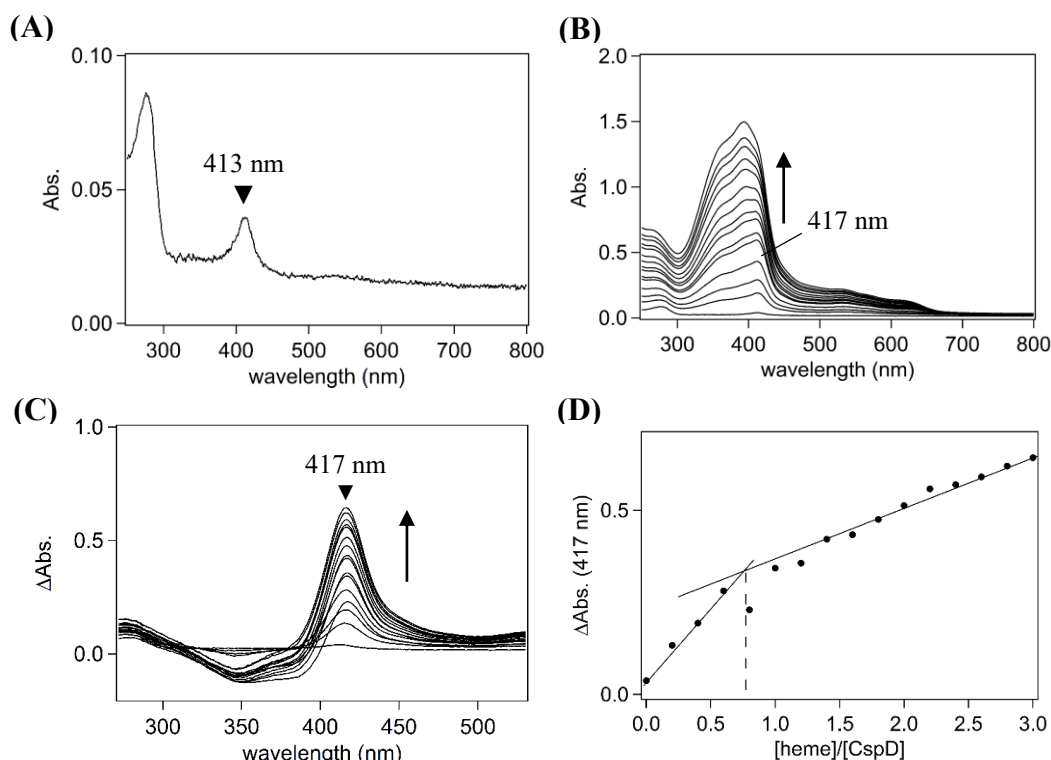 (A)
0.10
0.05
0.00
Abs.
413 nm
300 400 500 600 700 800
wavelength (nm)
(B)
2.0
1.5
1.0
0.5
0.0
Abs.
417 nm
300 400 500 600 700 800
wavelength (nm)
(C)
1.0
0.5
0.0
ΔAbs.
417 nm
300 350 400 450 500
wavelength (nm)
(D)
0.5
0.0
ΔAbs. (417 nm)
0.0 0.5 1.0 1.5 2.0 2.5 3.0
[heme]/[CspD]